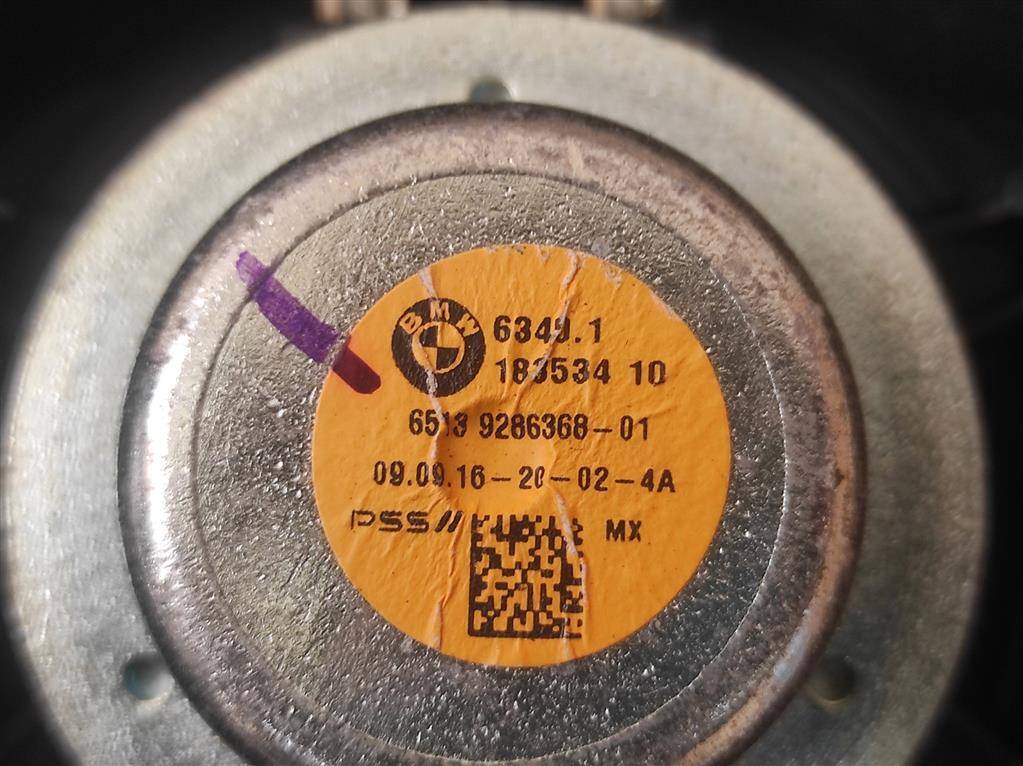 BMW
6349.1
183534 10
6513 9286368-01
09.09.16-20-02-4A
PSS// MX